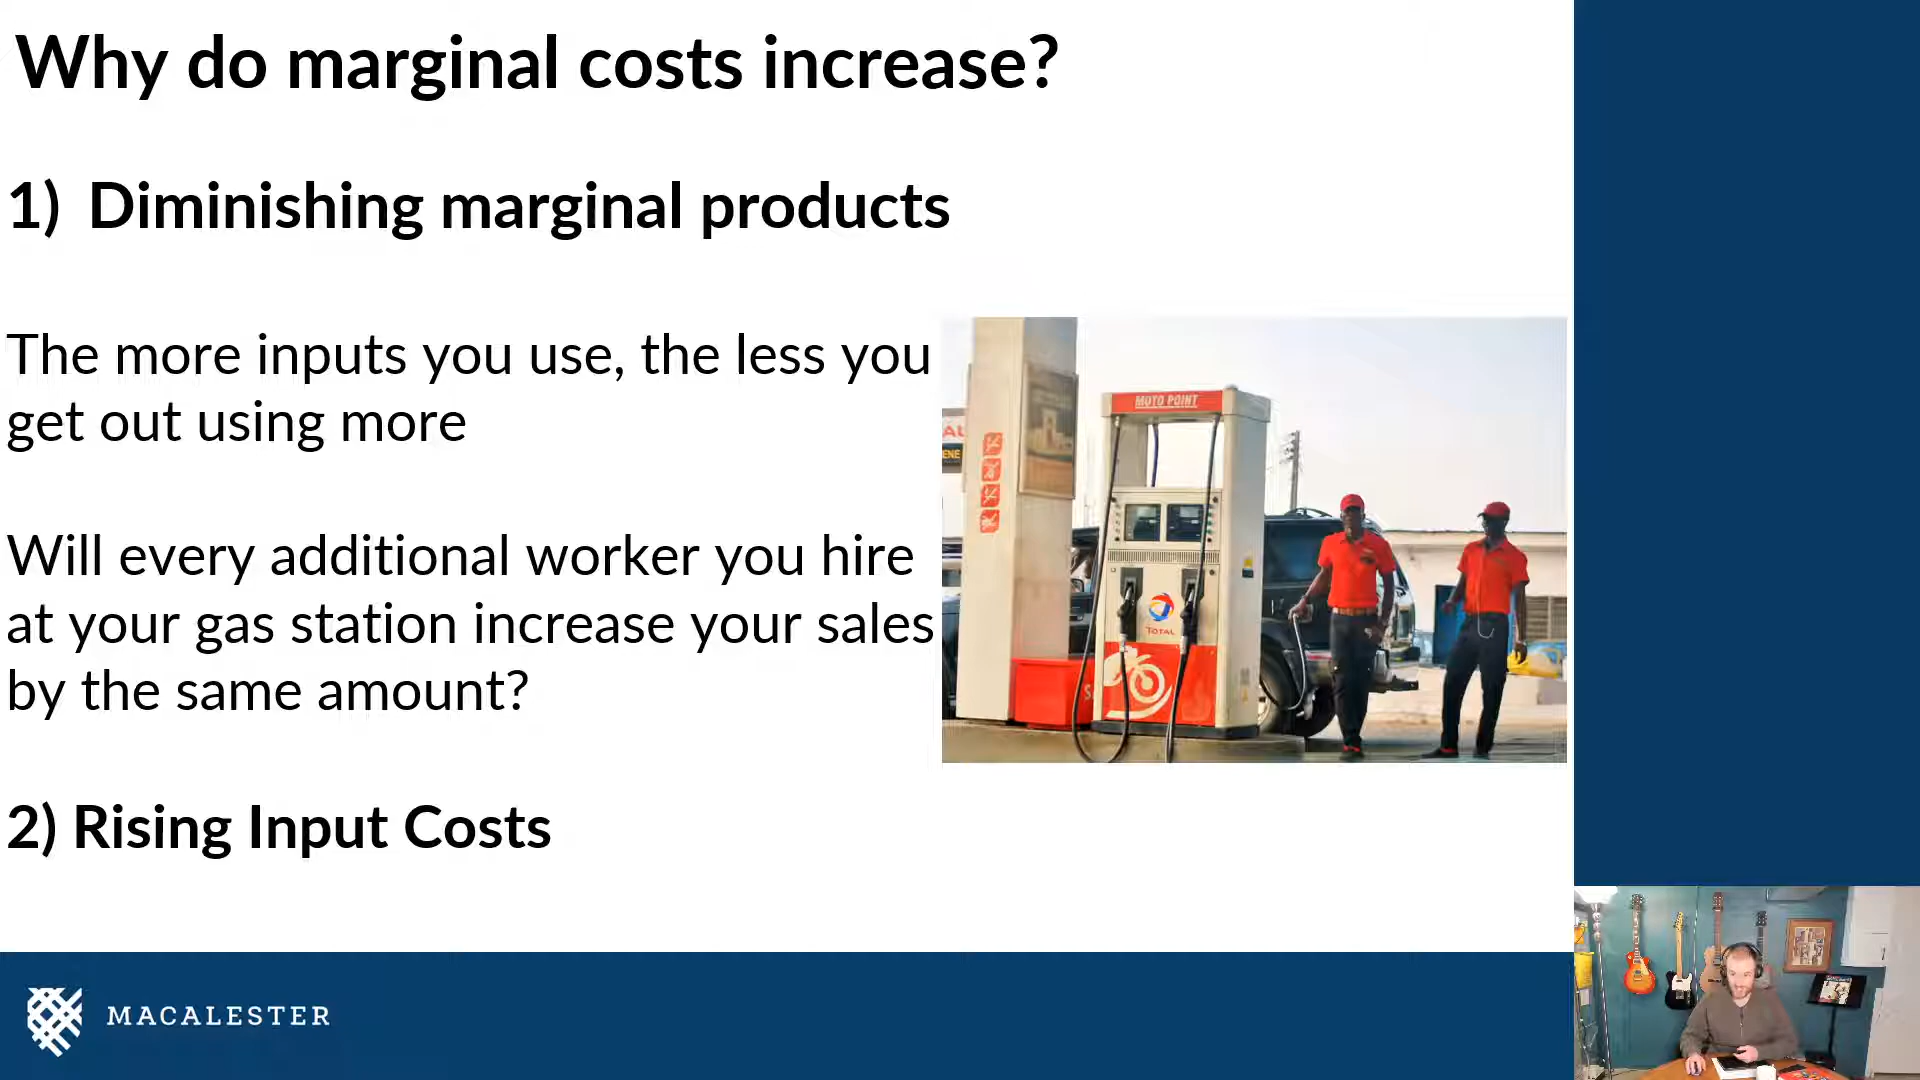 Why do marginal costs increase?
1) Diminishing marginal products
The more inputs you use, the less you
get out using more
Will every additional worker you hire
at your gas station increase your sales
by the same amount?
2) Rising Input Costs
MOTO POINT
AL
ENE
TOTAL
MACALESTER